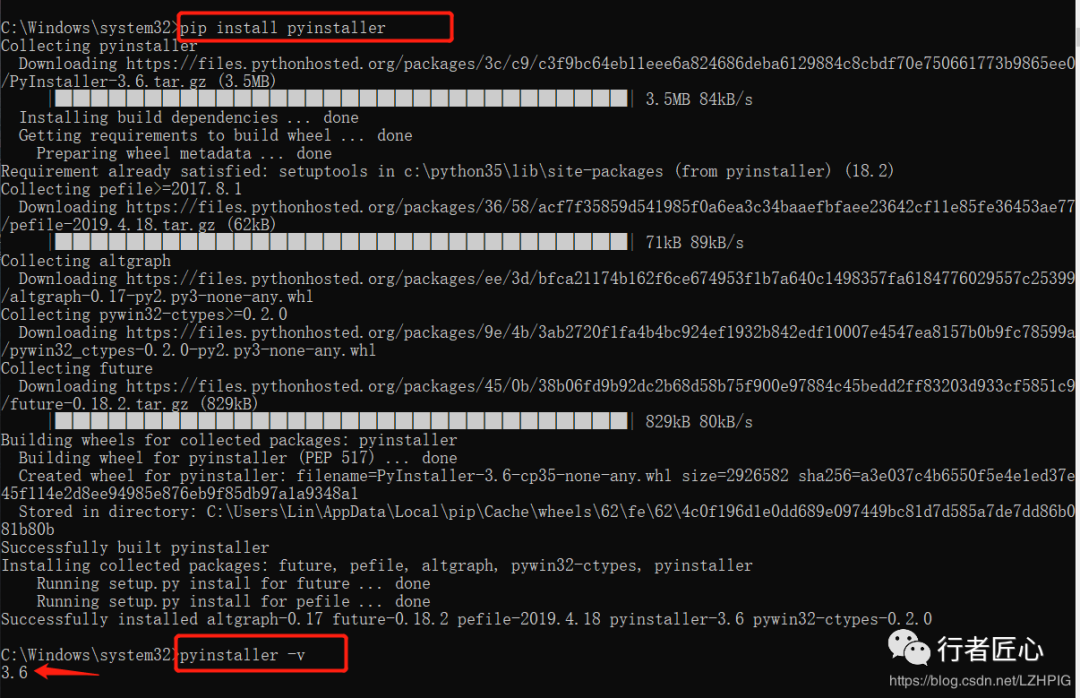 C:\Windows\system32>pip install pyinstaller
Collecting pyinstaller
  Downloading https://files.pythonhosted.org/packages/3c/c9/c3f9bc64eb11eee6a824686deba6129884c8cbdf70e750661773b9865ee0
/PyInstaller-3.6.tar.gz (3.5MB)
3.5MB 84kB/s
  Installing build dependencies ... done
  Getting requirements to build wheel ... done
    Preparing wheel metadata ... done
Requirement already satisfied: setuptools in c:\python35\lib\site-packages (from pyinstaller) (18.2)
Collecting pefile>=2017.8.1
  Downloading https://files.pythonhosted.org/packages/36/58/acf7f35859d541985f0a6ea3c34baaefbfaee23642cf11e85fe36453ae77
/pefile-2019.4.18.tar.gz (62kB)
71kB 89kB/s
Collecting altgraph
  Downloading https://files.pythonhosted.org/packages/ee/3d/bfca21174b162f6ce674953f1b7a640c1498357fa6184776029557c25399
/altgraph-0.17-py2.py3-none-any.whl
Collecting pywin32-ctypes>=0.2.0
  Downloading https://files.pythonhosted.org/packages/9e/4b/3ab2720f1fa4b4bc924ef1932b842edf10007e4547ea8157b0b9fc78599a
/pywin32_ctypes-0.2.0-py2.py3-none-any.whl
Collecting future
  Downloading https://files.pythonhosted.org/packages/45/0b/38b06fd9b92dc2b68d58b75f900e97884c45bedd2ff83203d933cf5851c9
/future-0.18.2.tar.gz (829kB)
829kB 80kB/s
Building wheels for collected packages: pyinstaller
  Building wheel for pyinstaller (PEP 517) ... done
  Created wheel for pyinstaller: filename=PyInstaller-3.6-cp35-none-any.whl size=2926582 sha256=a3e037c4b6550f5e4e1ed37e
45f114e2d8ee94985e876eb9f85db97a1a9348a1
  Stored in directory: C:\Users\Lin\AppData\Local\pip\Cache\wheels\62\fe\62\4c0f196d1e0dd689e097449bc81d7d585a7de7dd86b0
81b80b
Successfully built pyinstaller
Installing collected packages: future, pefile, altgraph, pywin32-ctypes, pyinstaller
    Running setup.py install for future ... done
    Running setup.py install for pefile ... done
Successfully installed altgraph-0.17 future-0.18.2 pefile-2019.4.18 pyinstaller-3.6 pywin32-ctypes-0.2.0
C:\Windows\system32>pyinstaller -v
3.6
行者匠心
https://blog.csdn.net/LZHPIG